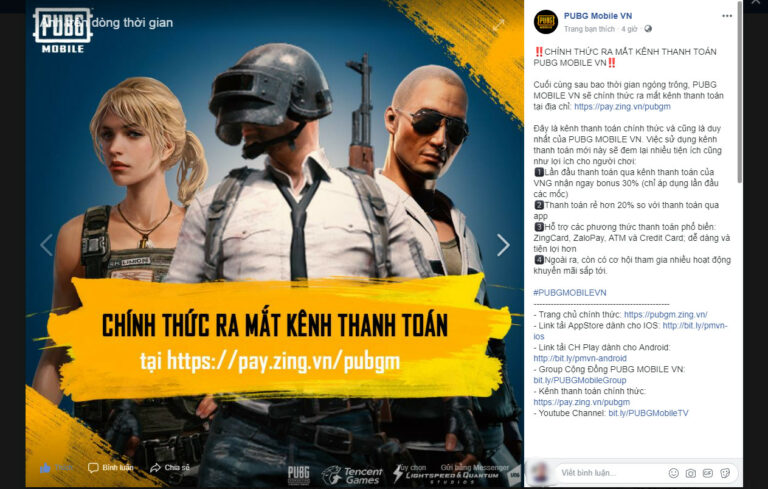 PUBG
MOBILE
Ảnh trên dòng thời gian
CHÍNH THỨC RA MẮT KÊNH THANH TOÁN
tại https://pay.zing.vn/pubgm
Bình luận
Chia sẻ
Tùy chọn
Gửi bằng Messenger
PUBG
Tencent
Games
LIGHTSPEED & QUANTUM
STUDIOS
PUBG Mobile VN
Trang bạn thích · 4 giờ ·
‼️CHÍNH THỨC RA MẮT KÊNH THANH TOÁN
PUBG MOBILE VN‼️
Cuối cùng sau bao thời gian ngóng trông, PUBG
MOBILE VN sẽ chính thức ra mắt kênh thanh toán
tại địa chỉ: https://pay.zing.vn/pubgm
Đây là kênh thanh toán chính thức và cũng là duy
nhất của PUBG MOBILE VN. Việc sử dụng kênh
thanh toán mới này sẽ đem lại nhiều tiện ích cũng
như lợi ích cho người chơi:
1️⃣Lần đầu thanh toán qua kênh thanh toán của
VNG nhận ngay bonus 30% (chỉ áp dụng lần đầu
các mốc)
2️⃣Thanh toán rẻ hơn 20% so với thanh toán qua
app
3️⃣Hỗ trợ các phương thức thanh toán phổ biến:
ZingCard, ZaloPay, ATM và Credit Card; dễ dàng và
tiện lợi hơn
4️⃣Ngoài ra, còn có cơ hội tham gia nhiều hoạt động
khuyến mãi sắp tới.
#PUBGMOBILEVN
--------------------------------------------------
- Trang chủ chính thức: https://pubgm.zing.vn/
- Link tải AppStore dành cho IOS: http://bit.ly/pmvn-
ios
- Link tải CH Play dành cho Android:
http://bit.ly/pmvn-android
- Group Cộng Đồng PUBG MOBILE VN:
bit.ly/PUBGMobileGroup
- Kênh thanh toán chính thức:
https://pay.zing.vn/pubgm
- Youtube Channel: bit.ly/PUBGMobileTV
Viết bình luận...